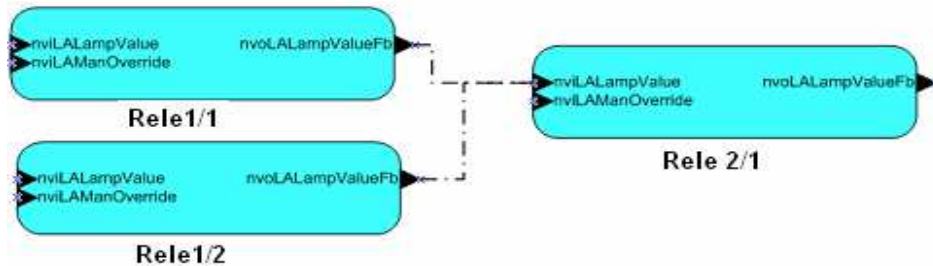 nviLALampValue nvoLALampValueFb
nviLAManOverride
Rele1/1
nviLALampValue nvoLALampValueFb
nviLAManOverride
Rele 2/1
nviLALampValue nvoLALampValueFb
nviLAManOverride
Rele1/2